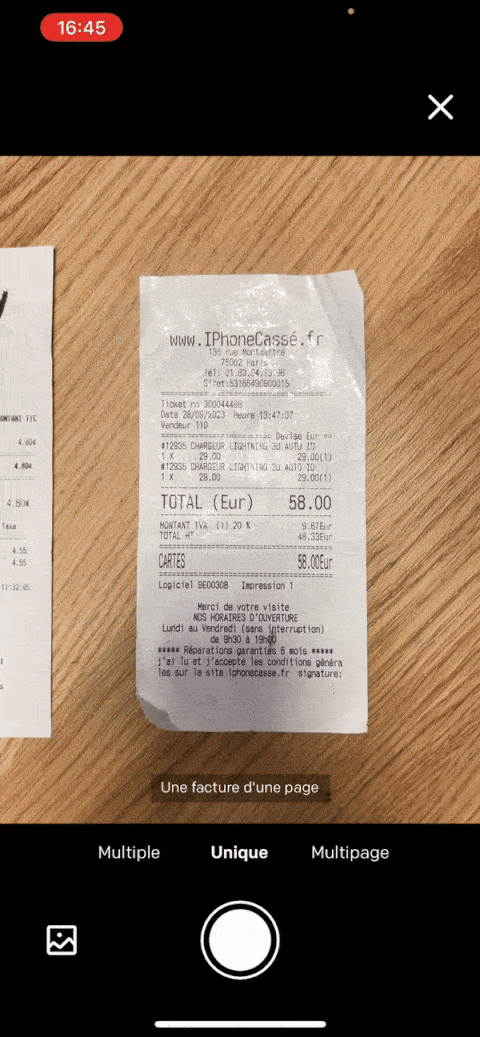 16:45
www.IPhoneCassé.fr
138 rue Montmartre
75002 Paris
Tél: 01.83.64.73.98
Siret:53166490900015
Ticket no 300044498
Date 28/09/2023 Heure 13:47:37
Vendeur 110
Devise Eur
#12935 CHARGEUR LIGHTNING 3U AUTO ID
1 X 29.00 29.00(1)
#12935 CHARGEUR LIGHTNING 3U AUTO ID
1 X 29.00 29.00(1)
TOTAL (Eur) 58.00
MONTANT TVA (1) 20 % 9.67Eur
TOTAL HT 48.33Eur
CARTES 58.00Eur
Logiciel 9E00308 Impression 1
Merci de votre visite
NOS HORAIRES D'OUVERTURE
Lundi au Vendredi (sans interruption)
de 9h30 à 19h00
***** Réparations garanties 6 mois *****
j'ai lu et j'accepte les conditions généra
les sur le site iphonecasse.fr signature:
MONTANT TTC
4.80€
4.80€
4.80€
Taxe
4.55
4.55
Une facture d'une page
Multiple Unique Multipage